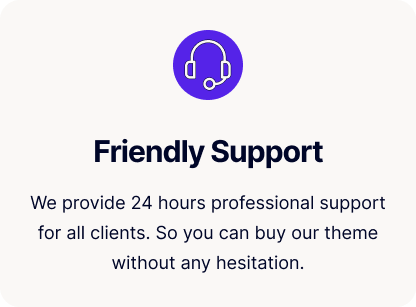 Friendly Support
We provide 24 hours professional support
for all clients. So you can buy our theme
without any hesitation.